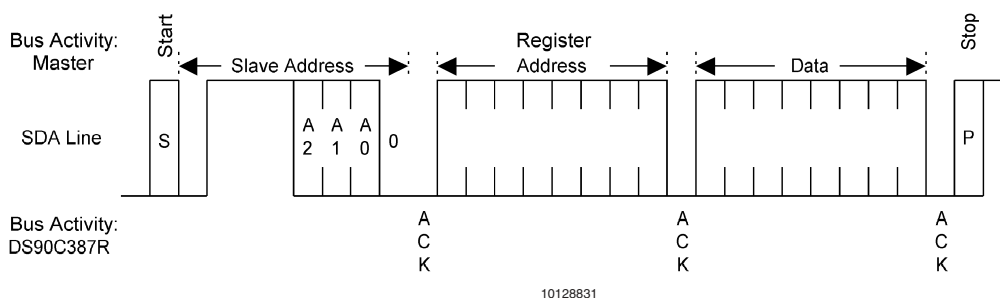 Bus Activity:
Master
Start
Slave Address
Register
Address
Data
Stop
SDA Line
S
A
2
A
1
A
0
0
P
Bus Activity:
DS90C387R
A
C
K
A
C
K
A
C
K
10128831